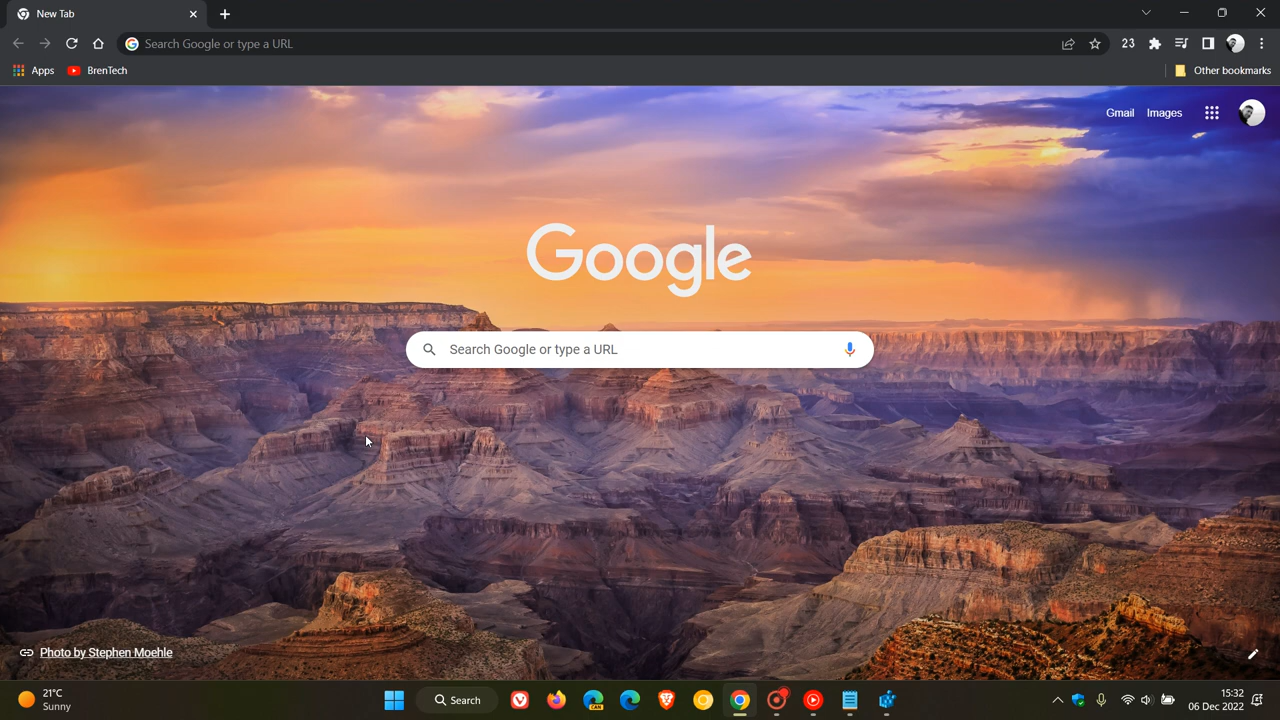 New Tab
Search Google or type a URL
23
Apps
BrenTech
Other bookmarks
Gmail
Images
Google
Search Google or type a URL
Photo by Stephen Moehle
21°C
Sunny
Search
CAN
15:32
06 Dec 2022